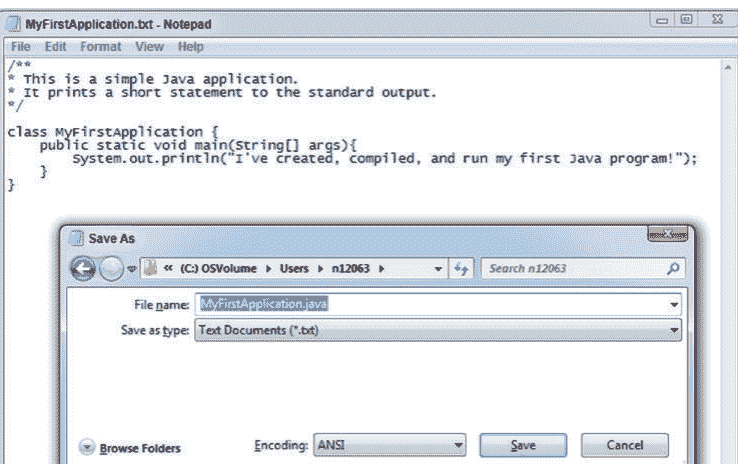 MyFirstApplication.txt - Notepad
File Edit Format View Help
/**
* This is a simple Java application.
* It prints a short statement to the standard output.
*/
class MyFirstApplication {
public static void main(String[] args){
System.out.println("I've created, compiled, and run my first Java program!");
}
}
Save As
« (C:) OSVolume ▸ Users ▸ n12063 ▸
Search n12063
File name: MyFirstApplication.java
Save as type: Text Documents (*.txt)
Browse Folders
Encoding: ANSI
Save
Cancel